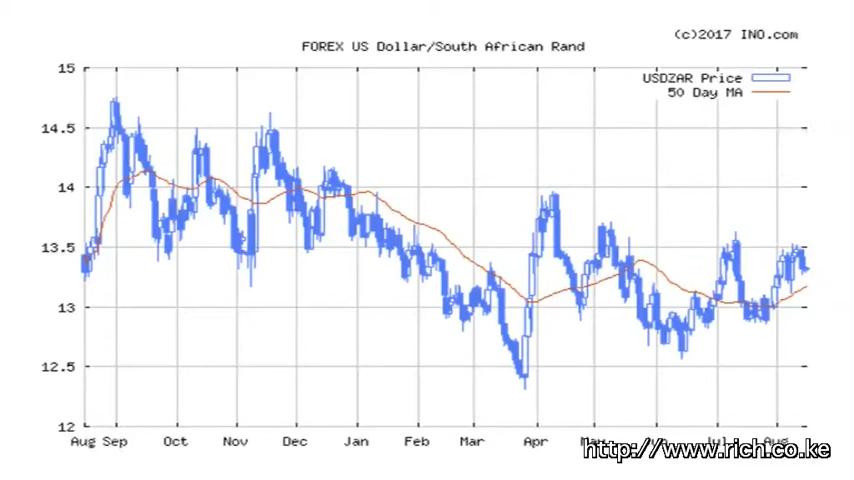 (c)2017 INO.com
FOREX US Dollar/South African Rand
USDZAR Price
50 Day MA
15
14.5
14
13.5
13
12.5
12
Aug Sep Oct Nov Dec Jan Feb Mar Apr
http://www.rich.co.ke